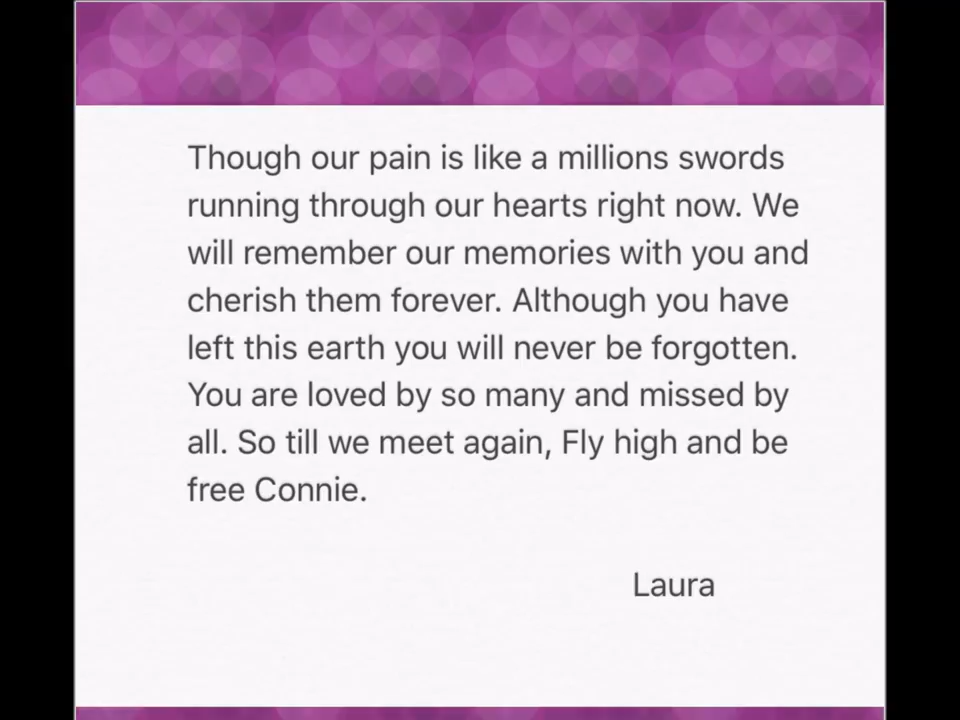 Though our pain is like a millions swords
running through our hearts right now. We
will remember our memories with you and
cherish them forever. Although you have
left this earth you will never be forgotten.
You are loved by so many and missed by
all. So till we meet again, Fly high and be
free Connie.
Laura